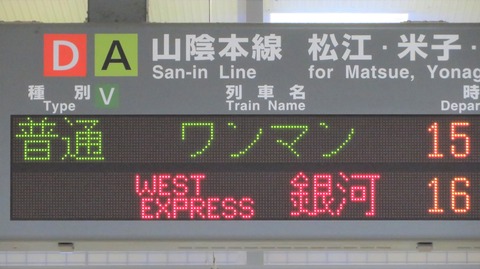 D A 山陰本線 松江・米子・
San-in Line for Matsue, Yonag
種別 列車名 時
Type V Train Name Depar
普通 ワンマン 15
WEST EXPRESS 銀河 16